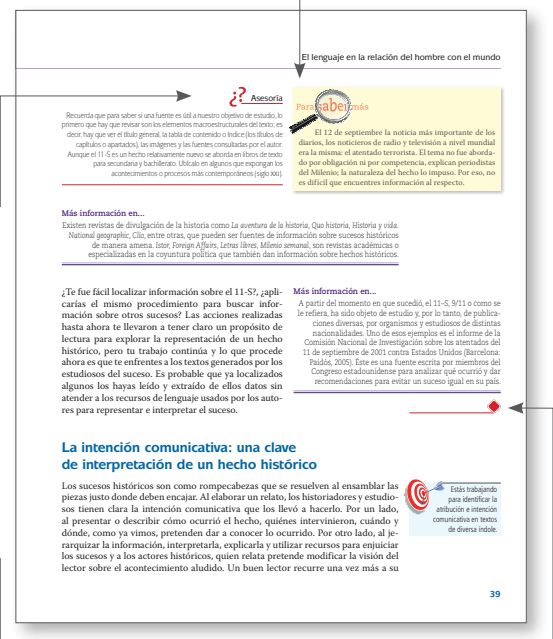 El lenguaje en la relación del hombre con el mundo
¿? Asesoría
Recuerda que para saber si una fuente es útil a nuestro objetivo de estudio, lo
primero que hay que revisar son los elementos macroestructurales del texto; es
decir, hay que ver el título general, la tabla de contenido o índice (los títulos de
capítulos o apartados), las imágenes y las fuentes consultadas por el autor.
Aunque el 11-S es un hecho relativamente nuevo se aborda en libros de texto
para secundaria y bachillerato. Ubícalo en algunos que expongan los
acontecimientos o procesos más contemporáneos (siglo XXI).
Para saber más
El 12 de septiembre la noticia más importante de los
diarios, los noticieros de radio y televisión a nivel mundial
era la misma: el atentado terrorista. El tema no fue aborda-
do por obligación ni por competencia, explican periodistas
del Milenio; la naturaleza del hecho lo impuso. Por eso, no
es difícil que encuentres información al respecto.
Más información en...
Existen revistas de divulgación de la historia como La aventura de la historia, Quo historia, Historia y vida.
National geographic, Clío, entre otras, que pueden ser fuentes de información sobre sucesos históricos
de manera amena. Istor, Foreign Affairs, Letras libres, Milenio semanal, son revistas académicas o
especializadas en la coyuntura política que también dan información sobre hechos históricos.
¿Te fue fácil localizar información sobre el 11-S?, ¿apli-
carías el mismo procedimiento para buscar infor-
mación sobre otros sucesos? Las acciones realizadas
hasta ahora te llevaron a tener claro un propósito de
lectura para explorar la representación de un hecho
histórico, pero tu trabajo continúa y lo que procede
ahora es que te enfrentes a los textos generados por los
estudiosos del suceso. Es probable que ya localizados
algunos los hayas leído y extraído de ellos datos sin
atender a los recursos de lenguaje usados por los auto-
res para representar e interpretar el suceso.
Más información en...
A partir del momento en que sucedió, el 11-S, 9/11 o como se
le refiera, ha sido objeto de estudio y, por lo tanto, de publica-
ciones diversas, por organismos y estudiosos de distintas
nacionalidades. Uno de esos ejemplos es el informe de la
Comisión Nacional de Investigación sobre los atentados del
11 de septiembre de 2001 contra Estados Unidos (Barcelona:
Paidós, 2005). Éste es una fuente escrita por miembros del
Congreso estadounidense para analizar qué ocurrió y dar
recomendaciones para evitar un suceso igual en su país.
La intención comunicativa: una clave
de interpretación de un hecho histórico
Los sucesos históricos son como rompecabezas que se resuelven al ensamblar las
piezas justo donde deben encajar. Al elaborar un relato, los historiadores y estudio-
sos tienen clara la intención comunicativa que los llevó a hacerlo. Por un lado,
al presentar o describir cómo ocurrió el hecho, quiénes intervinieron, cuándo y
dónde, como ya vimos, pretenden dar a conocer lo ocurrido. Por otro lado, al je-
rarquizar la información, interpretarla, explicarla y utilizar recursos para enjuiciar
los sucesos y a los actores históricos, quien relata pretende modificar la visión del
lector sobre el acontecimiento aludido. Un buen lector recurre una vez más a su
Estás trabajando
para identificar la
atribución e intención
comunicativa en textos
de diversa índole.
39